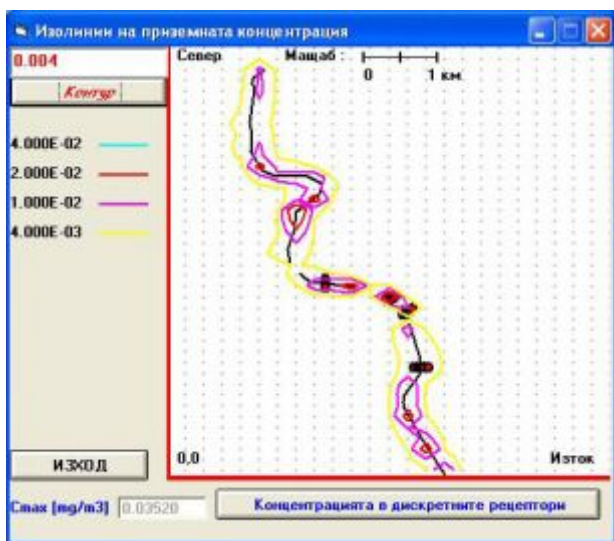 Изолинии на приземната концентрация
0.004
Север Мащаб :
0 1 км
Контур
4.000E-02
2.000E-02
1.000E-02
4.000E-03
ИЗХОД
0,0 Изток
Cmax [mg/m3] 0.03520 Концентрацията в дискретните рецептори